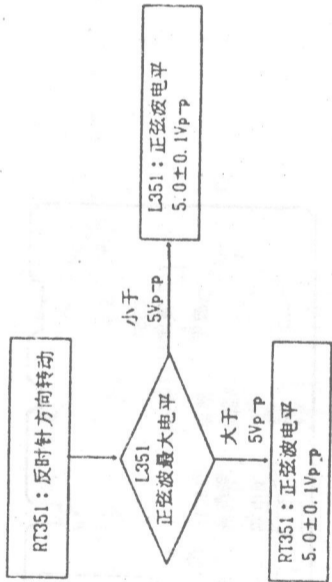 RT351：反时针方向转动
L351
正弦波最大电平
小于
5Vp-p
L351：正弦波电平
5.0±0.1Vp-p
大于
5Vp-p
RT351：正弦波电平
5.0±0.1Vp-p